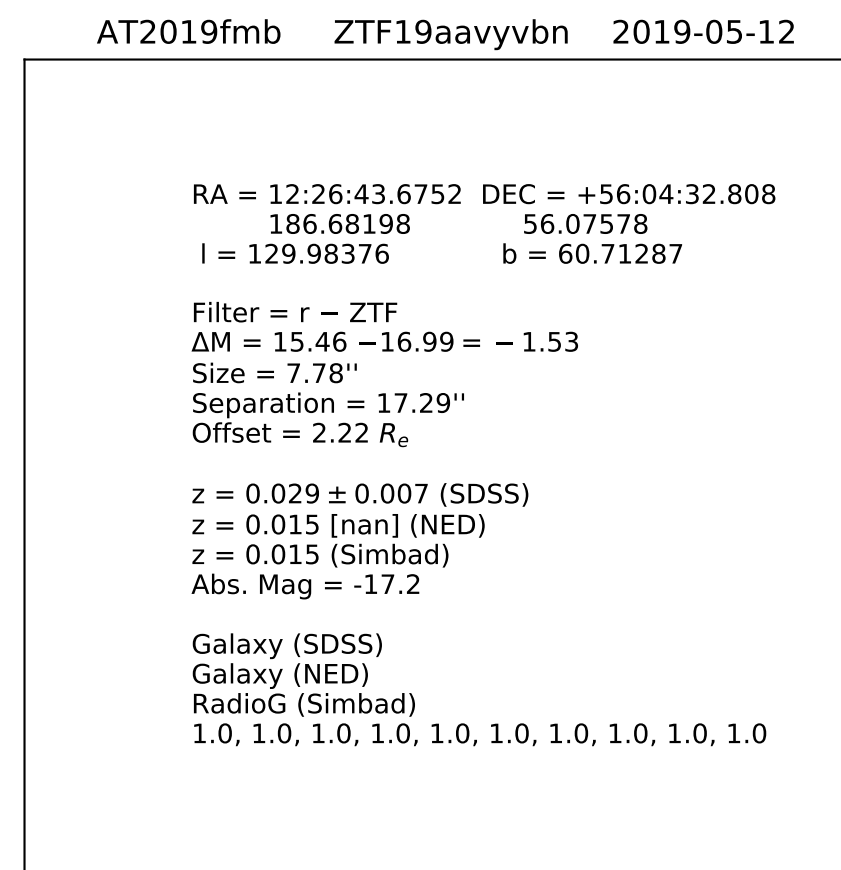 AT2019fmb ZTF19aavyvbn 2019-05-12
RA = 12:26:43.6752 DEC = +56:04:32.808
186.68198 56.07578
l = 129.98376 b = 60.71287
Filter = r − ZTF
ΔM = 15.46 −16.99 = − 1.53
Size = 7.78''
Separation = 17.29''
Offset = 2.22 Rₑ
z = 0.029 ± 0.007 (SDSS)
z = 0.015 [nan] (NED)
z = 0.015 (Simbad)
Abs. Mag = -17.2
Galaxy (SDSS)
Galaxy (NED)
RadioG (Simbad)
1.0, 1.0, 1.0, 1.0, 1.0, 1.0, 1.0, 1.0, 1.0, 1.0